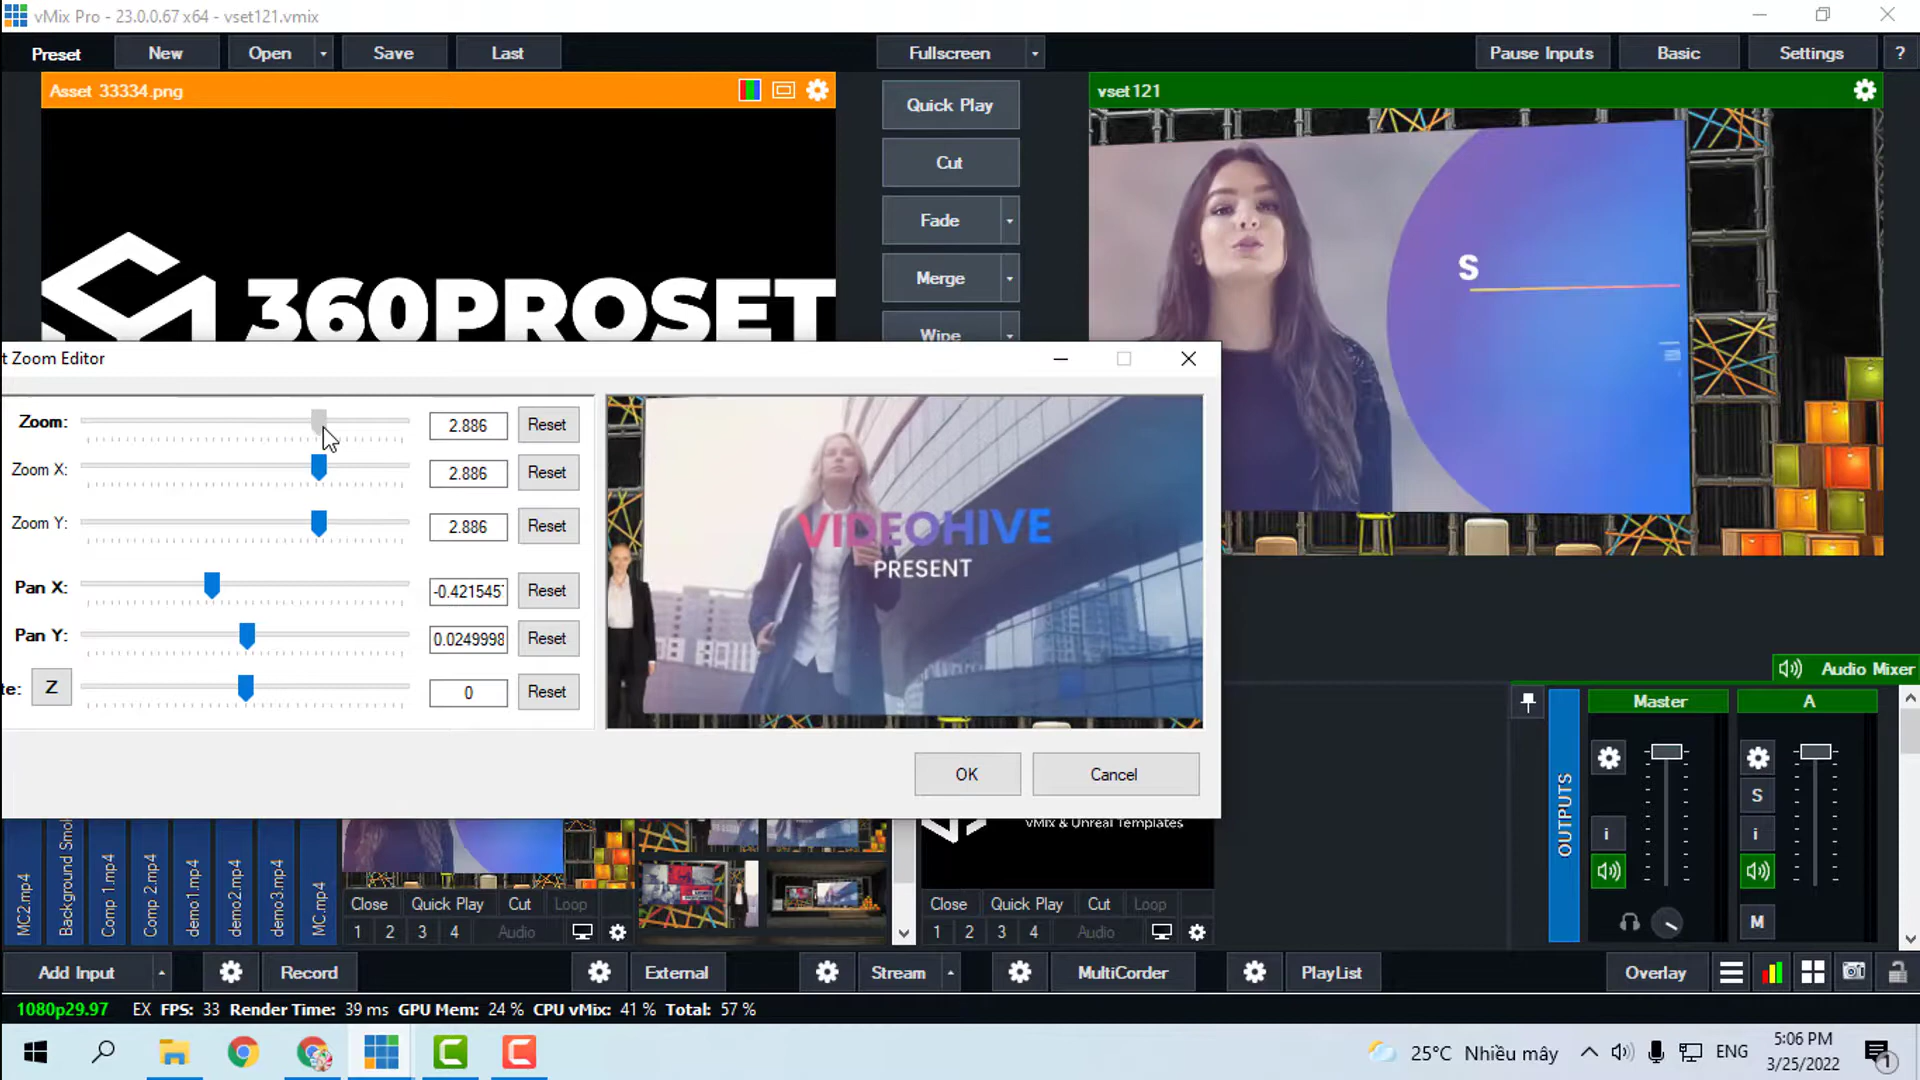 vMix Pro - 23.0.0.67 x64 - vset121.vmix
Preset New Open Save Last Fullscreen Pause Inputs Basic Settings ?
Asset 33334.png
360PROSET
Quick Play
Cut
Fade
Merge
Wipe
vset121
S
t Zoom Editor
Zoom: 2.886 Reset
Zoom X: 2.886 Reset
Zoom Y: 2.886 Reset
Pan X: -0.421545 Reset
Pan Y: 0.0249998 Reset
te: Z 0 Reset
VIDEOHIVE
PRESENT
OK Cancel
Audio Mixer
OUTPUTS
Master
A
S
i
i
M
MC2.mp4
Background Smok
Comp 1.mp4
Comp 2.mp4
demo1.mp4
demo2.mp4
demo3.mp4
MC.mp4
vMix & Unreal Templates
Close Quick Play Cut Loop
1 2 3 4 Audio
Close Quick Play Cut Loop
1 2 3 4 Audio
Add Input Record External Stream MultiCorder PlayList Overlay
1080p29.97 EX FPS: 33 Render Time: 39 ms GPU Mem: 24 % CPU vMix: 41 % Total: 57 %
25°C Nhiều mây ENG
5:06 PM
3/25/2022
1